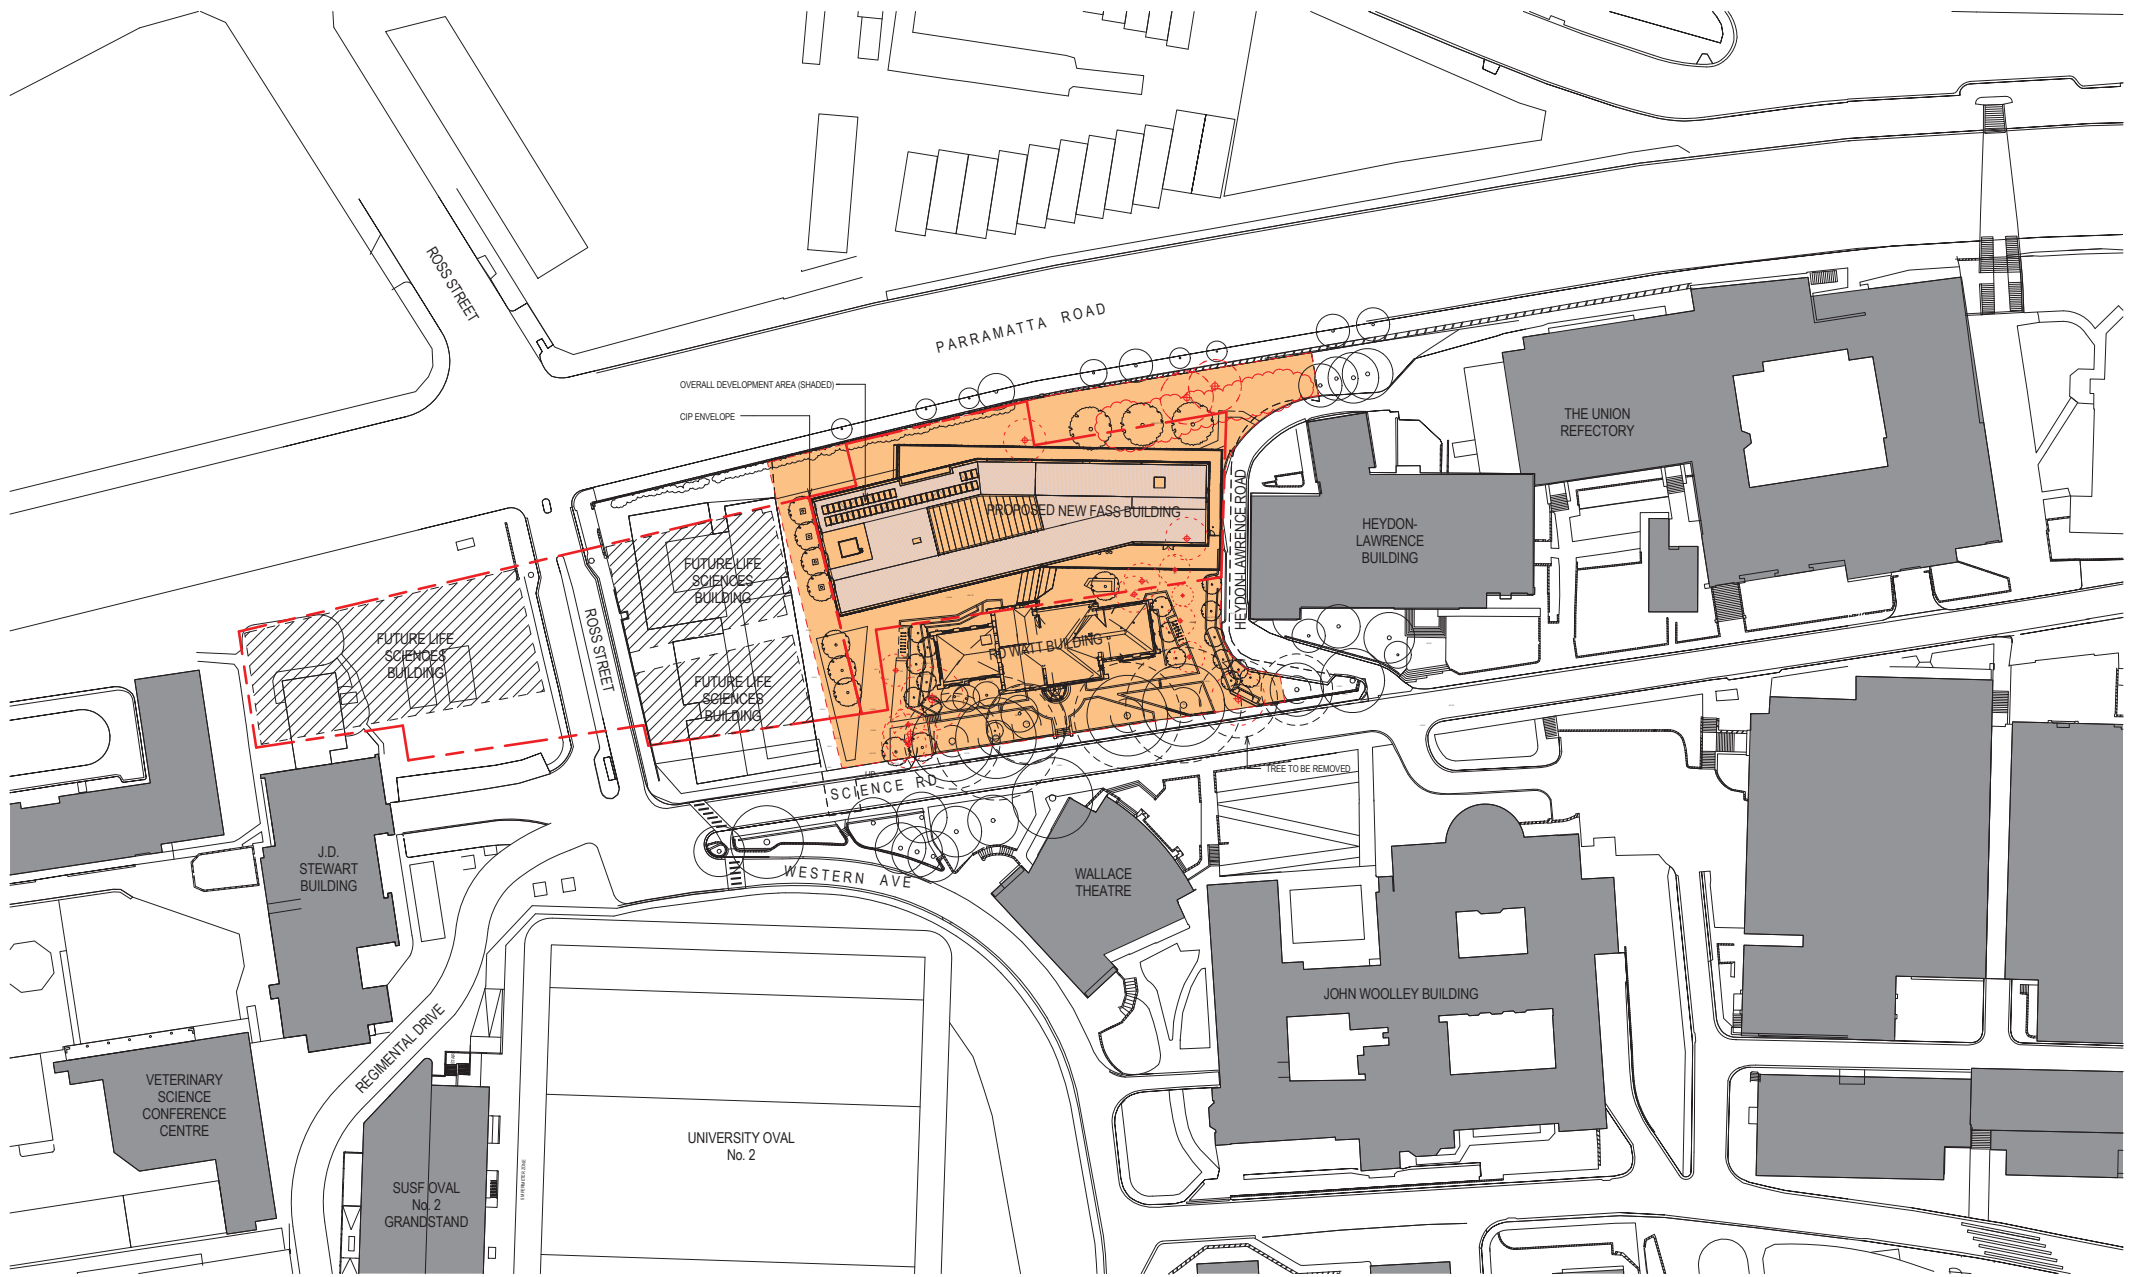 ROSS STREET
PARRAMATTA ROAD
OVERALL DEVELOPMENT AREA (SHADED)
CIP ENVELOPE
THE UNION
REFECTORY
PROPOSED NEW FASS BUILDING
HEYDON-LAWRENCE ROAD
HEYDON-
LAWRENCE
BUILDING
FUTURE LIFE
SCIENCES
BUILDING
FUTURE LIFE
SCIENCES
BUILDING
ROSS STREET
RD WATT BUILDING
FUTURE LIFE
SCIENCES
BUILDING
TREE TO BE REMOVED
UP
SCIENCE RD
WESTERN AVE
J.D.
STEWART
BUILDING
WALLACE
THEATRE
JOHN WOOLLEY BUILDING
REGIMENTAL DRIVE
VETERINARY
SCIENCE
CONFERENCE
CENTRE
UNIVERSITY OVAL
No. 2
SUSF OVAL
No. 2
GRANDSTAND